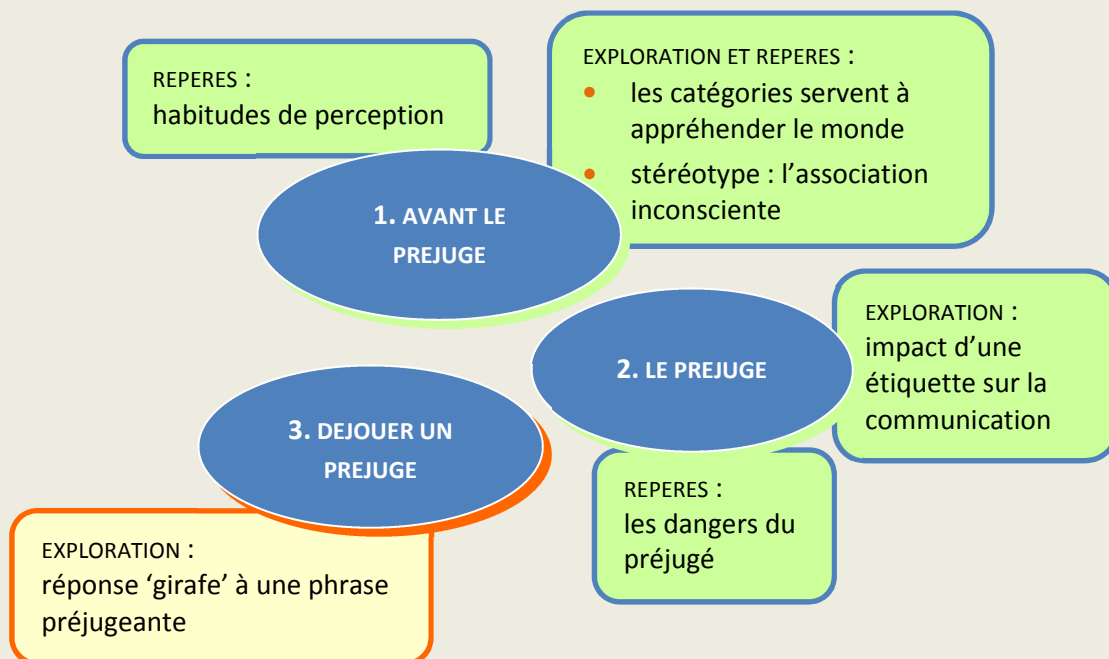 REPERES :
habitudes de perception
EXPLORATION ET REPERES :
• les catégories servent à
appréhender le monde
• stéréotype : l’association
inconsciente
1. AVANT LE
PREJUGE
EXPLORATION :
impact d’une
étiquette sur la
communication
2. LE PREJUGE
REPERES :
les dangers du
préjugé
3. DEJOUER UN
PREJUGE
EXPLORATION :
réponse ‘girafe’ à une phrase
préjugeante